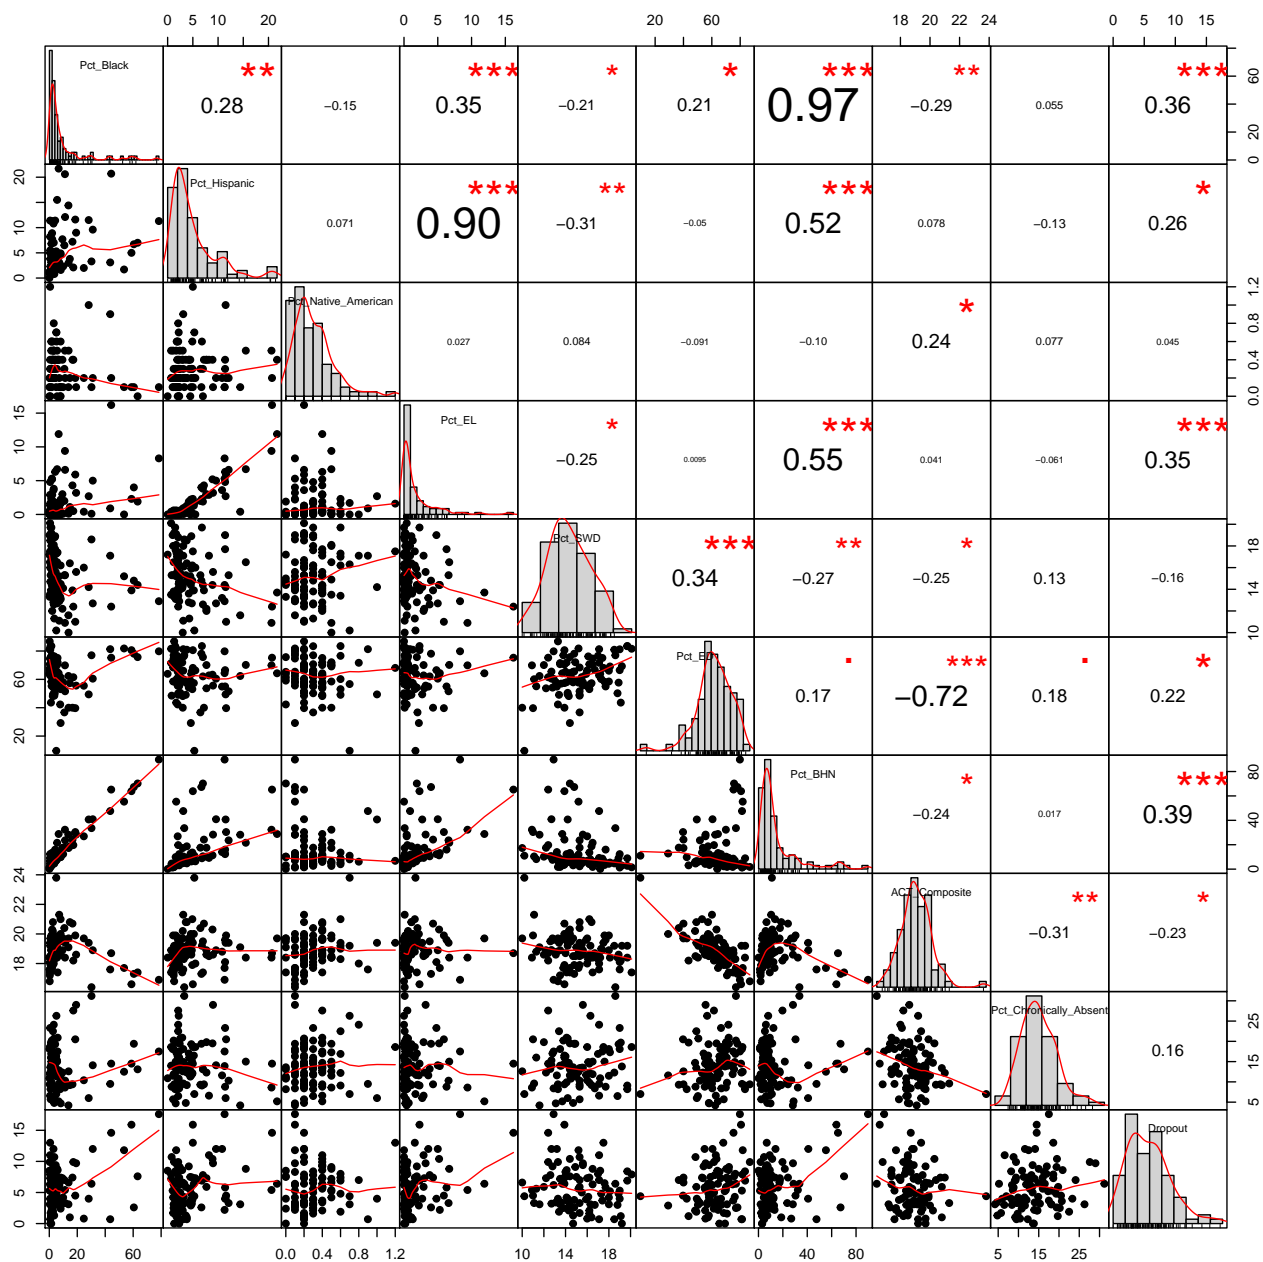 0 5 10 20
0 5 10 15
20 60
18 20 22 24
0 5 10 15
Pct_Black
** 0.28
−0.15
*** 0.35
* −0.21
* 0.21
*** 0.97
** −0.29
0.055
*** 0.36
0 20 60
0 5 10 20
Pct_Hispanic
0.071
*** 0.90
** −0.31
−0.05
*** 0.52
0.078
−0.13
* 0.26
Pct_Native_American
0.027
0.084
−0.091
−0.10
* 0.24
0.077
0.045
0.0 0.4 0.8 1.2
0 5 10 15
Pct_EL
* −0.25
0.0095
*** 0.55
0.041
−0.061
*** 0.35
Pct_SWD
*** 0.34
** −0.27
* −0.25
0.13
−0.16
10 14 18
20 60
Pct_ED
0.17
*** −0.72
0.18
* 0.22
Pct_BHN
* −0.24
0.017
*** 0.39
0 40 80
18 20 22 24
ACT_Composite
** −0.31
* −0.23
Pct_Chronically_Absent
0.16
5 15 25
0 5 10 15
Dropout
0 20 60
0.0 0.4 0.8 1.2
10 14 18
0 40 80
5 15 25